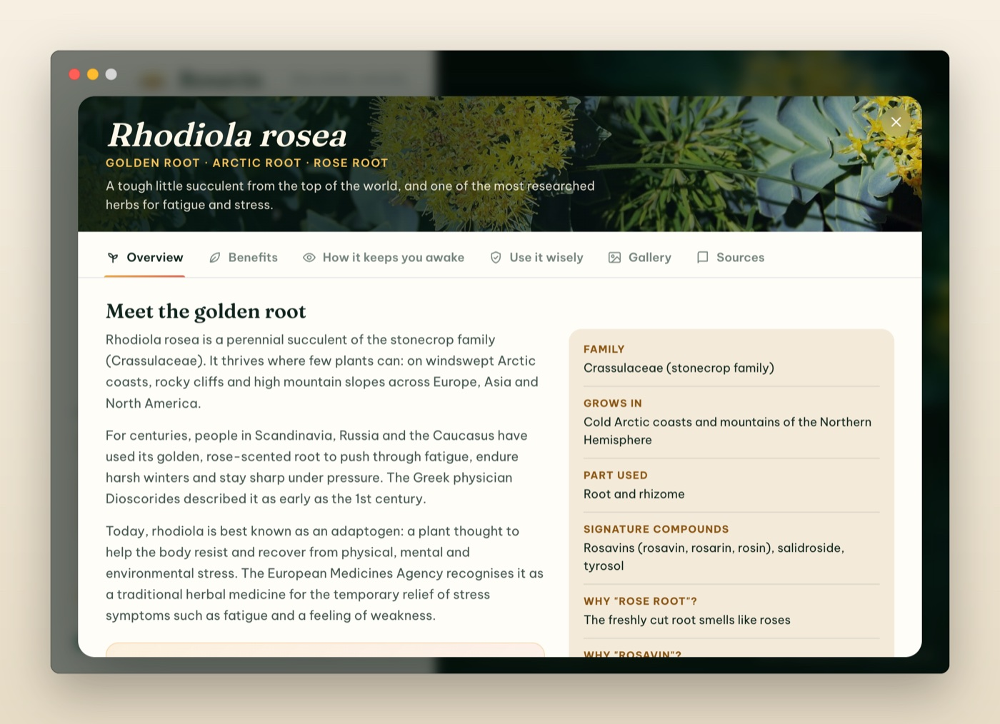 Rhodiola rosea
GOLDEN ROOT · ARCTIC ROOT · ROSE ROOT
A tough little succulent from the top of the world, and one of the most researched
herbs for fatigue and stress.
Overview
Benefits
How it keeps you awake
Use it wisely
Gallery
Sources
Meet the golden root
Rhodiola rosea is a perennial succulent of the stonecrop family
(Crassulaceae). It thrives where few plants can: on windswept Arctic
coasts, rocky cliffs and high mountain slopes across Europe, Asia and
North America.
For centuries, people in Scandinavia, Russia and the Caucasus have
used its golden, rose-scented root to push through fatigue, endure
harsh winters and stay sharp under pressure. The Greek physician
Dioscorides described it as early as the 1st century.
Today, rhodiola is best known as an adaptogen: a plant thought to
help the body resist and recover from physical, mental and
environmental stress. The European Medicines Agency recognises it as
a traditional herbal medicine for the temporary relief of stress
symptoms such as fatigue and a feeling of weakness.
FAMILY
Crassulaceae (stonecrop family)
GROWS IN
Cold Arctic coasts and mountains of the Northern
Hemisphere
PART USED
Root and rhizome
SIGNATURE COMPOUNDS
Rosavins (rosavin, rosarin, rosin), salidroside,
tyrosol
WHY "ROSE ROOT"?
The freshly cut root smells like roses
WHY "ROSAVIN"?